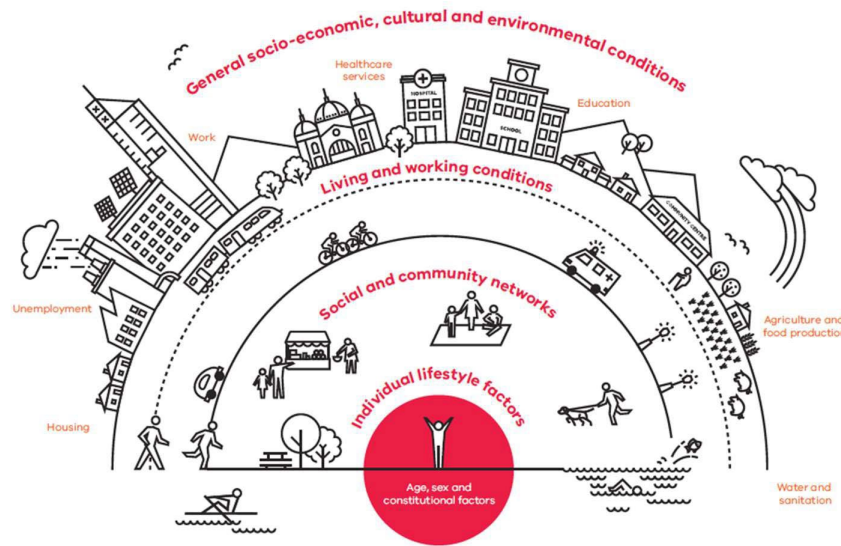 General socio-economic, cultural and environmental conditions
Healthcare
services
Education
Work
HOSPITAL
SCHOOL
Living and working conditions
COMMUNITY CENTRE
Social and community networks
Unemployment
Agriculture and
food production
Individual lifestyle factors
Housing
Age, sex and
constitutional factors
Water and
sanitation